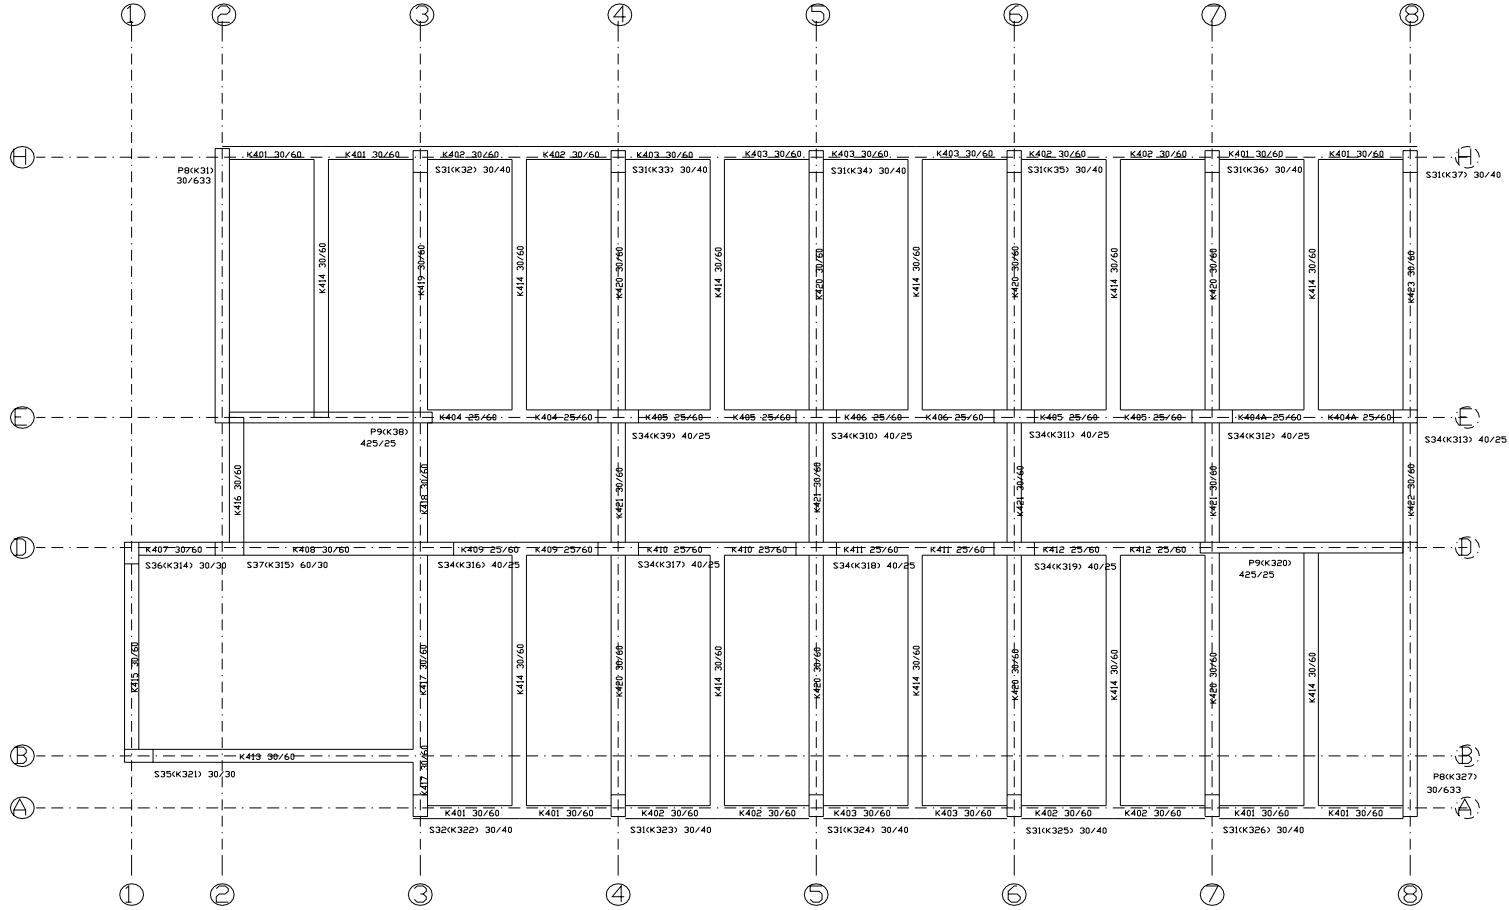 1 2 3 4 5 6 7 8
H K401 30/60 K401 30/60 K402 30/60 K402 30/60 K403 30/60 K403 30/60 K403 30/60 K403 30/60 K402 30/60 K402 30/60 K401 30/60 K401 30/60 H
P8(K31)
30/633
S31(K32) 30/40 S31(K33) 30/40 S31(K34) 30/40 S31(K35) 30/40 S31(K36) 30/40 S31(K37) 30/40
K414 30/60 K419 30/60 K414 30/60 K420 30/60 K414 30/60 K420 30/60 K414 30/60 K420 30/60 K414 30/60 K420 30/60 K414 30/60 K423 30/60
E K404 25/60 K404 25/60 K405 25/60 K405 25/60 K406 25/60 K406 25/60 K405 25/60 K405 25/60 K404A 25/60 K404A 25/60 E
P9(K38)
425/25
S34(K39) 40/25 S34(K310) 40/25 S34(K311) 40/25 S34(K312) 40/25 S34(K313) 40/25
K416 30/60 K418 30/60 K421 30/60 K421 30/60 K421 30/60 K421 30/60 K422 30/60
D K407 30/60 K408 30/60 K409 25/60 K409 25/60 K410 25/60 K410 25/60 K411 25/60 K411 25/60 K412 25/60 K412 25/60 D
S36(K314) 30/30 S37(K315) 60/30 S34(K316) 40/25 S34(K317) 40/25 S34(K318) 40/25 S34(K319) 40/25
P9(K320)
425/25
K415 30/60 K417 30/60 K414 30/60 K420 30/60 K414 30/60 K420 30/60 K414 30/60 K420 30/60 K414 30/60 K420 30/60 K414 30/60
B K413 30/60 K417 30/60 B
S35(K321) 30/30
P8(K327)
30/633
A K401 30/60 K401 30/60 K402 30/60 K402 30/60 K403 30/60 K403 30/60 K402 30/60 K402 30/60 K401 30/60 K401 30/60 A
S32(K322) 30/40 S31(K323) 30/40 S31(K324) 30/40 S31(K325) 30/40 S31(K326) 30/40
1 2 3 4 5 6 7 8